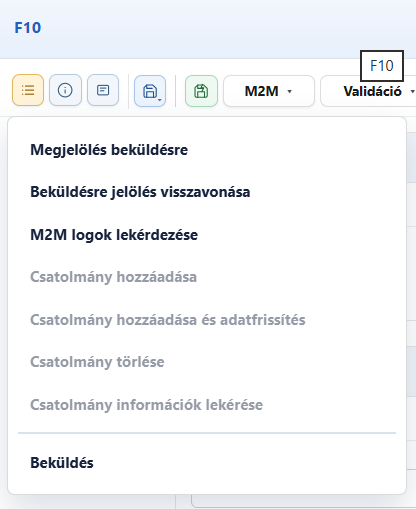 F10
F10
M2M
Validáció
Megjelölés beküldésre
Beküldésre jelölés visszavonása
M2M logok lekérdezése
Csatolmány hozzáadása
Csatolmány hozzáadása és adatfrissítés
Csatolmány törlése
Csatolmány információk lekérése
Beküldés